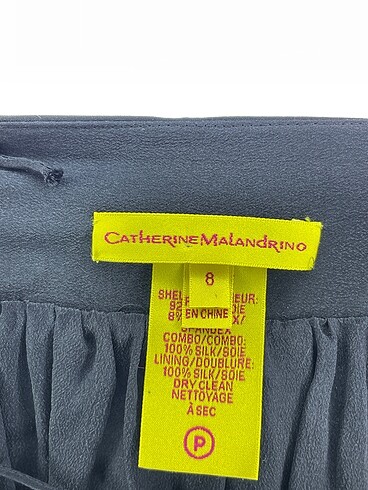 CATHERINE MALANDRINO
8
EN CHINE
SPANDEX
COMBO/COMBO:
100% SILK/SOIE
LINING/DOUBLURE:
100% SILK/SOIE
DRY CLEAN
NETTOYAGE
À SEC
P